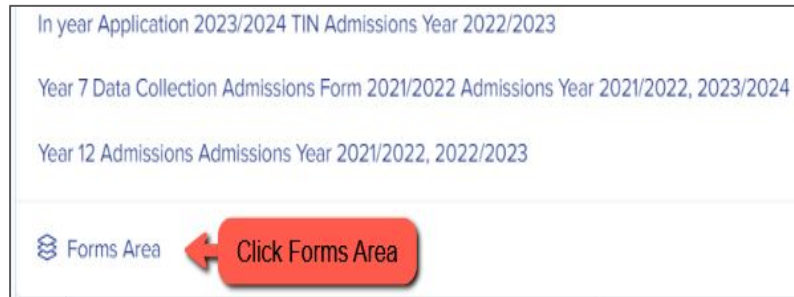 In year Application 2023/2024 TIN Admissions Year 2022/2023
Year 7 Data Collection Admissions Form 2021/2022 Admissions Year 2021/2022, 2023/2024
Year 12 Admissions Admissions Year 2021/2022, 2022/2023
Forms Area
Click Forms Area